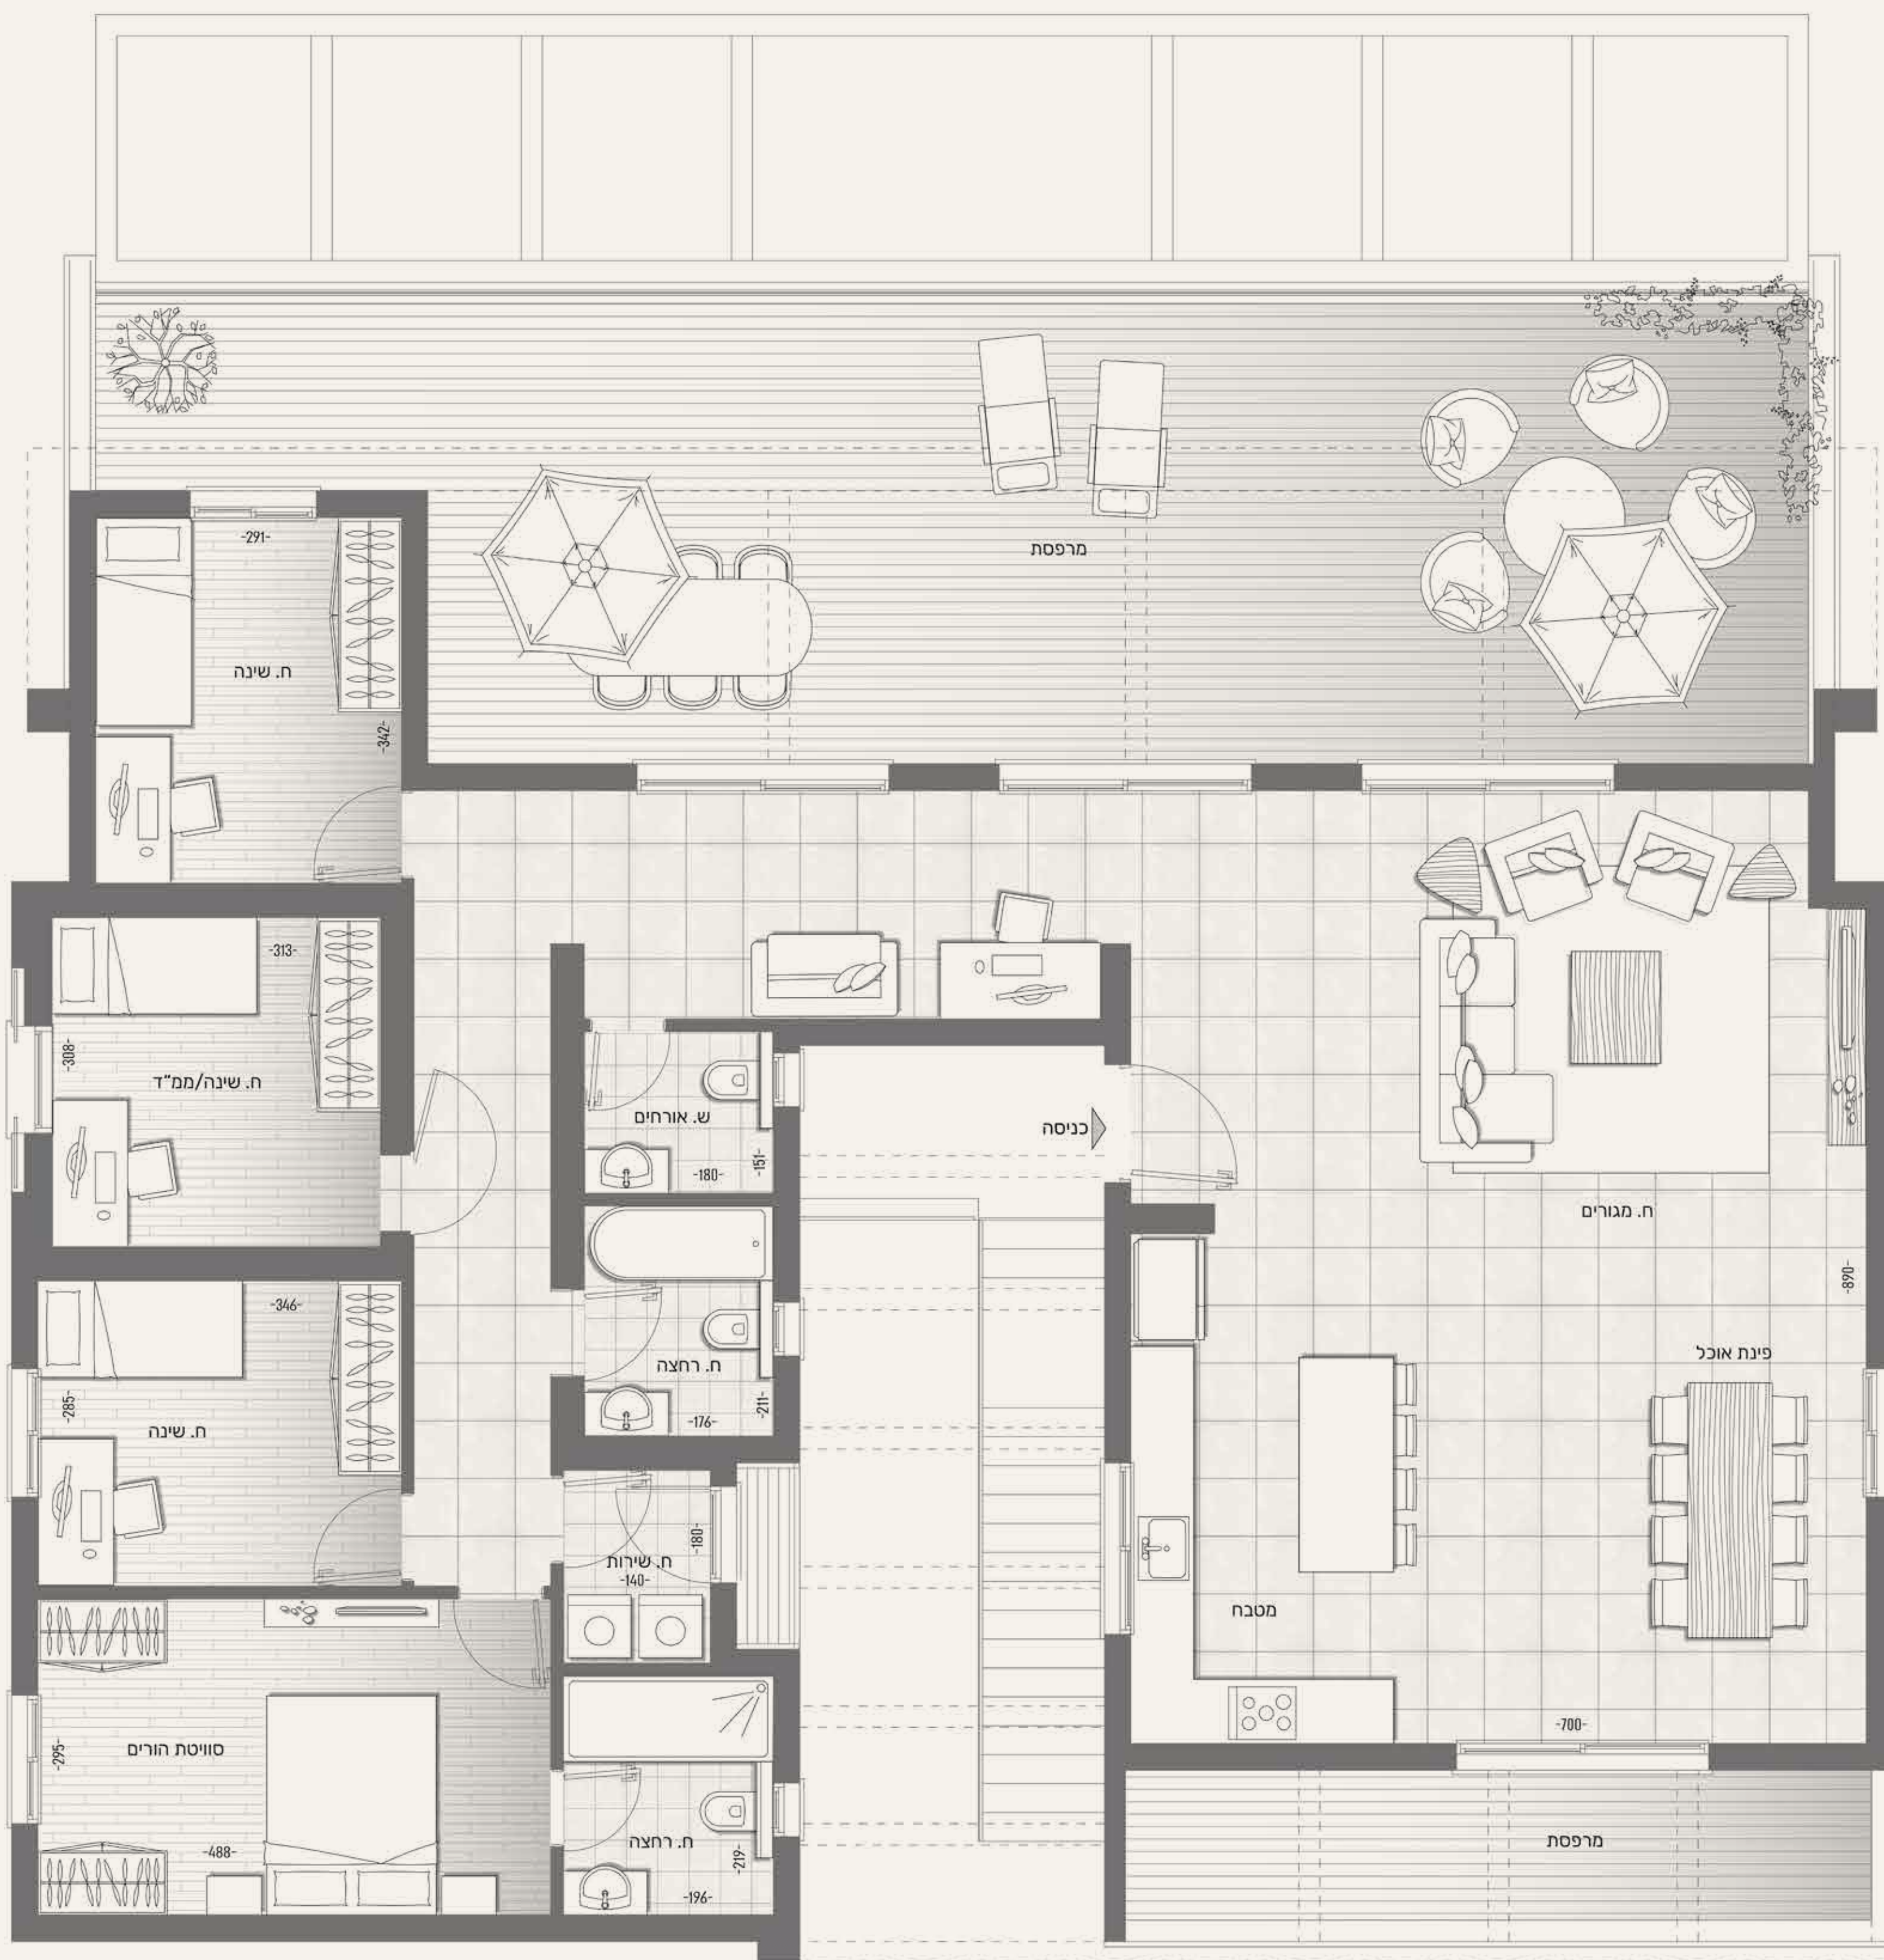 מרפסת
-291-
ח. שינה
-342-
-313-
-308-
ח. שינה/ממ"ד
ש. אורחים
-180-
-151-
כניסה
ח. מגורים
-890-
-346-
-285-
ח. שינה
ח. רחצה
-176-
-211-
פינת אוכל
ח. שירות
-140-
-180-
מטבח
-700-
סוויטת הורים
-295-
-488-
ח. רחצה
-219-
-196-
מרפסת